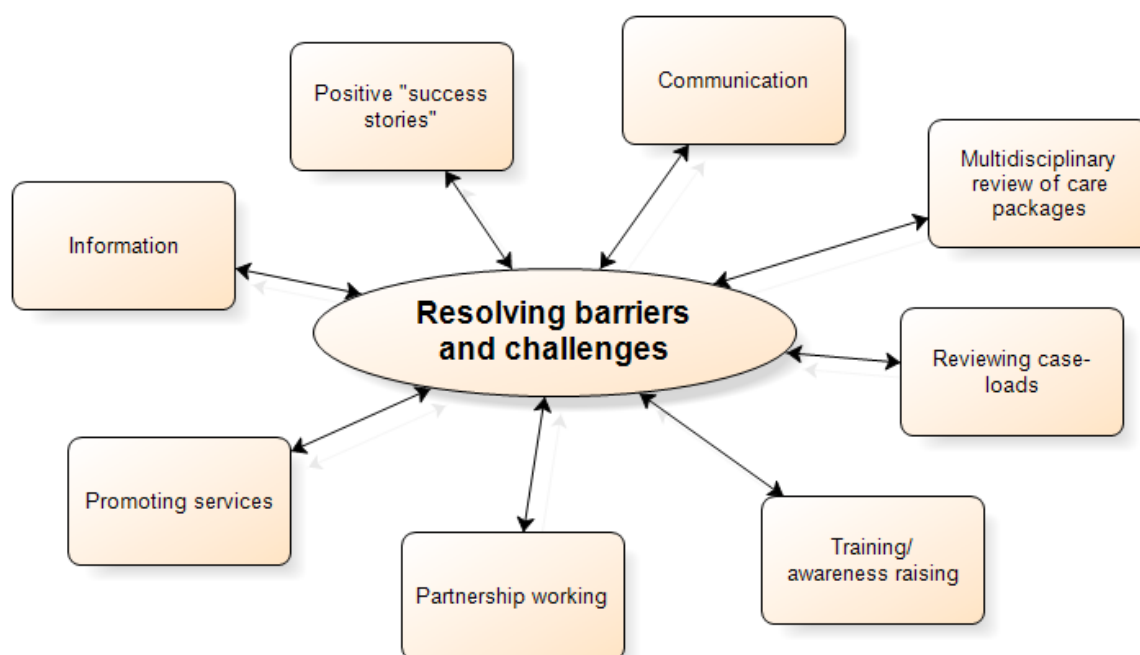 Positive "success
stories"
Communication
Multidisciplinary
review of care
packages
Information
Resolving barriers
and challenges
Reviewing case-
loads
Promoting services
Partnership working
Training/
awareness raising